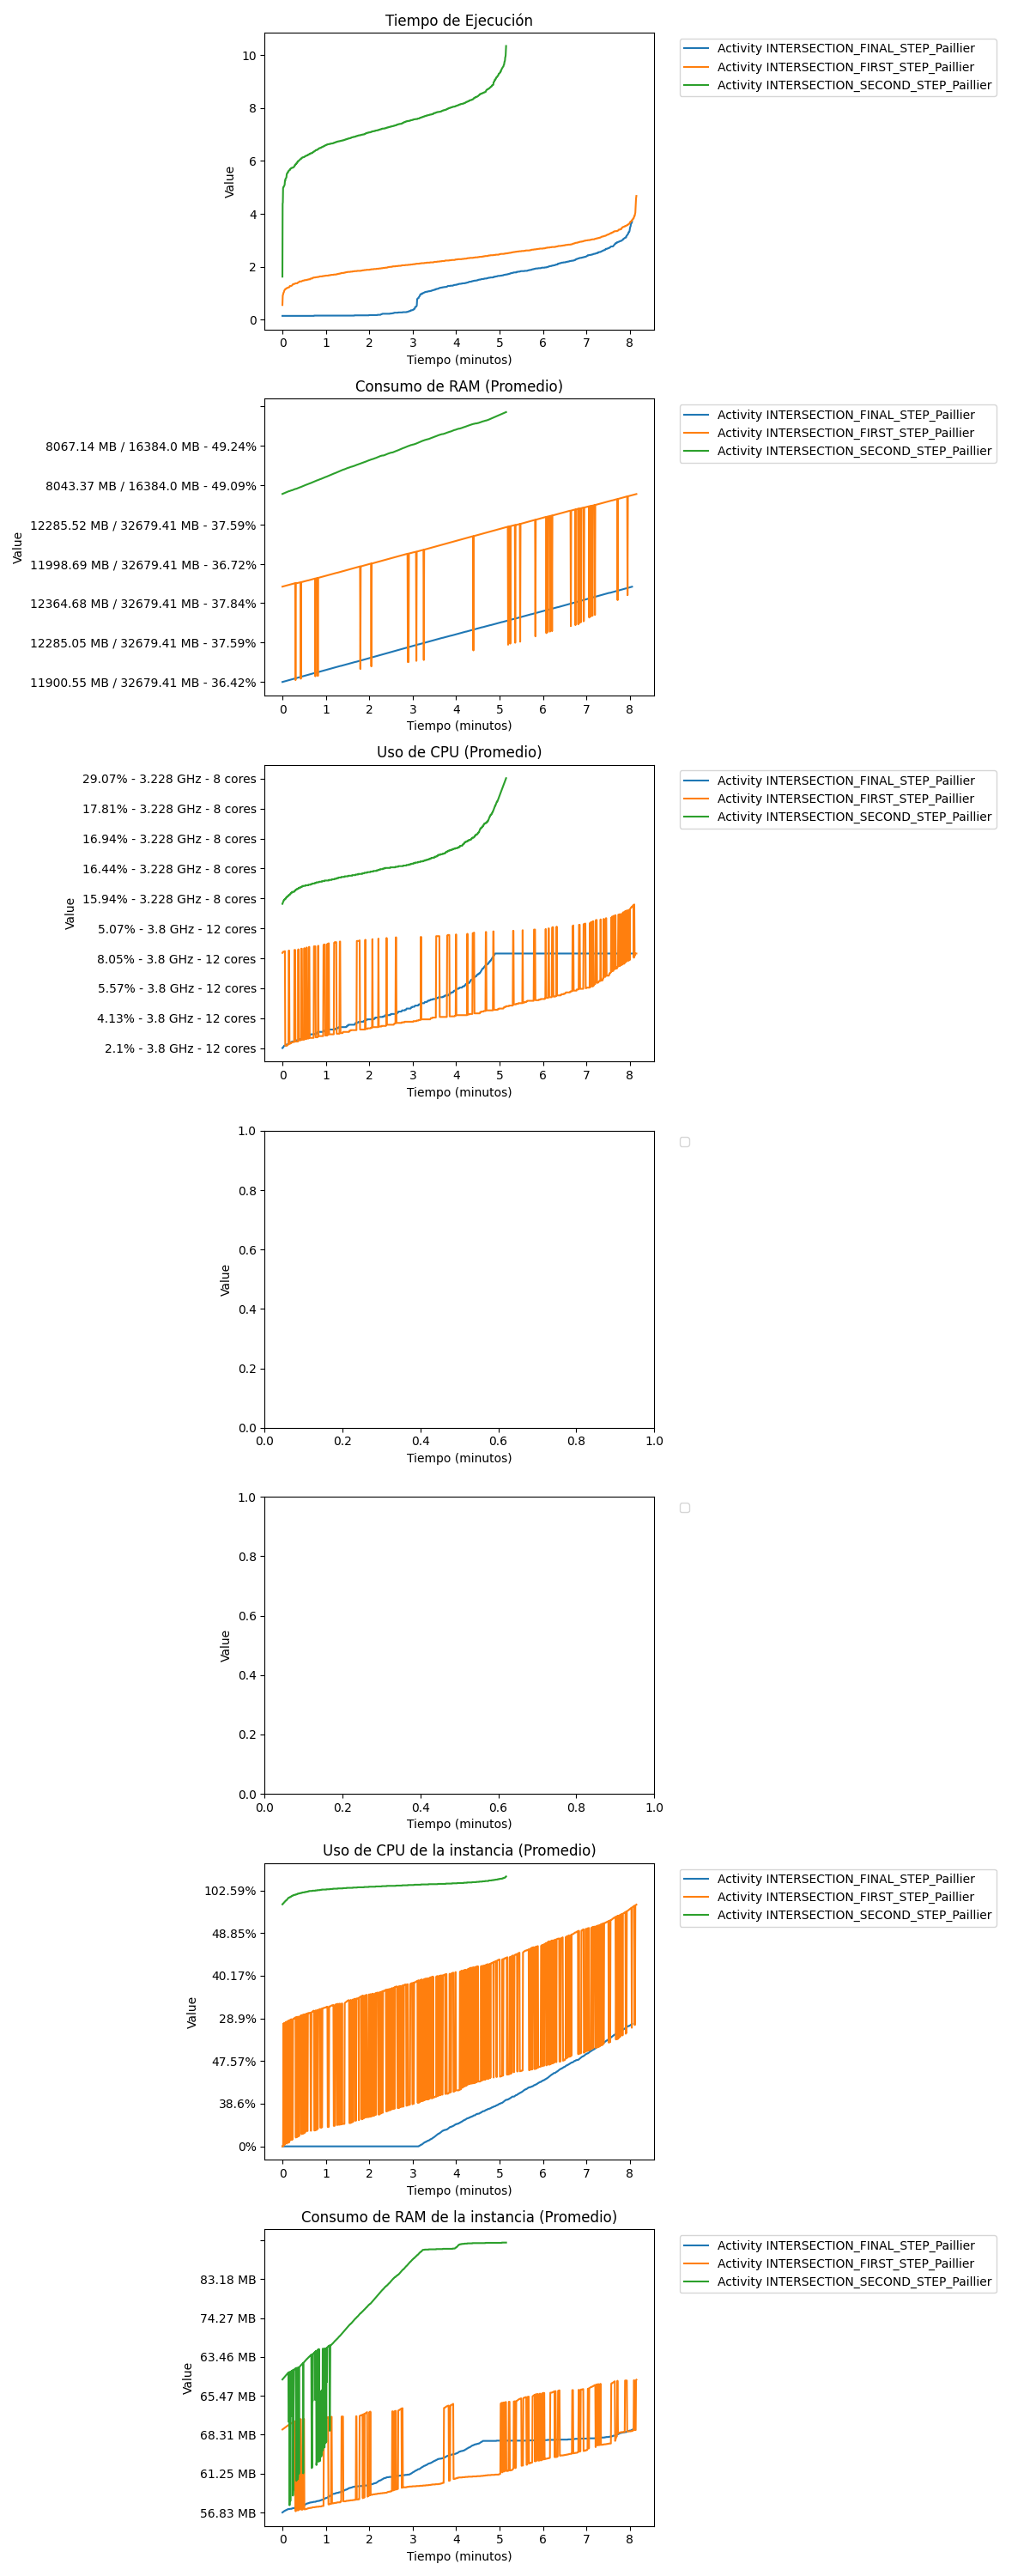 Tiempo de Ejecución
10
8
6
4
2
0
Value
0 1 2 3 4 5 6 7 8
Tiempo (minutos)
Activity INTERSECTION_FINAL_STEP_Paillier
Activity INTERSECTION_FIRST_STEP_Paillier
Activity INTERSECTION_SECOND_STEP_Paillier
Consumo de RAM (Promedio)
8067.14 MB / 16384.0 MB - 49.24%
8043.37 MB / 16384.0 MB - 49.09%
12285.52 MB / 32679.41 MB - 37.59%
11998.69 MB / 32679.41 MB - 36.72%
12364.68 MB / 32679.41 MB - 37.84%
12285.05 MB / 32679.41 MB - 37.59%
11900.55 MB / 32679.41 MB - 36.42%
Value
0 1 2 3 4 5 6 7 8
Tiempo (minutos)
Activity INTERSECTION_FINAL_STEP_Paillier
Activity INTERSECTION_FIRST_STEP_Paillier
Activity INTERSECTION_SECOND_STEP_Paillier
Uso de CPU (Promedio)
29.07% - 3.228 GHz - 8 cores
17.81% - 3.228 GHz - 8 cores
16.94% - 3.228 GHz - 8 cores
16.44% - 3.228 GHz - 8 cores
15.94% - 3.228 GHz - 8 cores
5.07% - 3.8 GHz - 12 cores
8.05% - 3.8 GHz - 12 cores
5.57% - 3.8 GHz - 12 cores
4.13% - 3.8 GHz - 12 cores
2.1% - 3.8 GHz - 12 cores
Value
0 1 2 3 4 5 6 7 8
Tiempo (minutos)
Activity INTERSECTION_FINAL_STEP_Paillier
Activity INTERSECTION_FIRST_STEP_Paillier
Activity INTERSECTION_SECOND_STEP_Paillier
1.0
0.8
0.6
0.4
0.2
0.0
Value
0.0 0.2 0.4 0.6 0.8 1.0
Tiempo (minutos)
1.0
0.8
0.6
0.4
0.2
0.0
Value
0.0 0.2 0.4 0.6 0.8 1.0
Tiempo (minutos)
Uso de CPU de la instancia (Promedio)
102.59%
48.85%
40.17%
28.9%
47.57%
38.6%
0%
Value
0 1 2 3 4 5 6 7 8
Tiempo (minutos)
Activity INTERSECTION_FINAL_STEP_Paillier
Activity INTERSECTION_FIRST_STEP_Paillier
Activity INTERSECTION_SECOND_STEP_Paillier
Consumo de RAM de la instancia (Promedio)
83.18 MB
74.27 MB
63.46 MB
65.47 MB
68.31 MB
61.25 MB
56.83 MB
Value
0 1 2 3 4 5 6 7 8
Tiempo (minutos)
Activity INTERSECTION_FINAL_STEP_Paillier
Activity INTERSECTION_FIRST_STEP_Paillier
Activity INTERSECTION_SECOND_STEP_Paillier